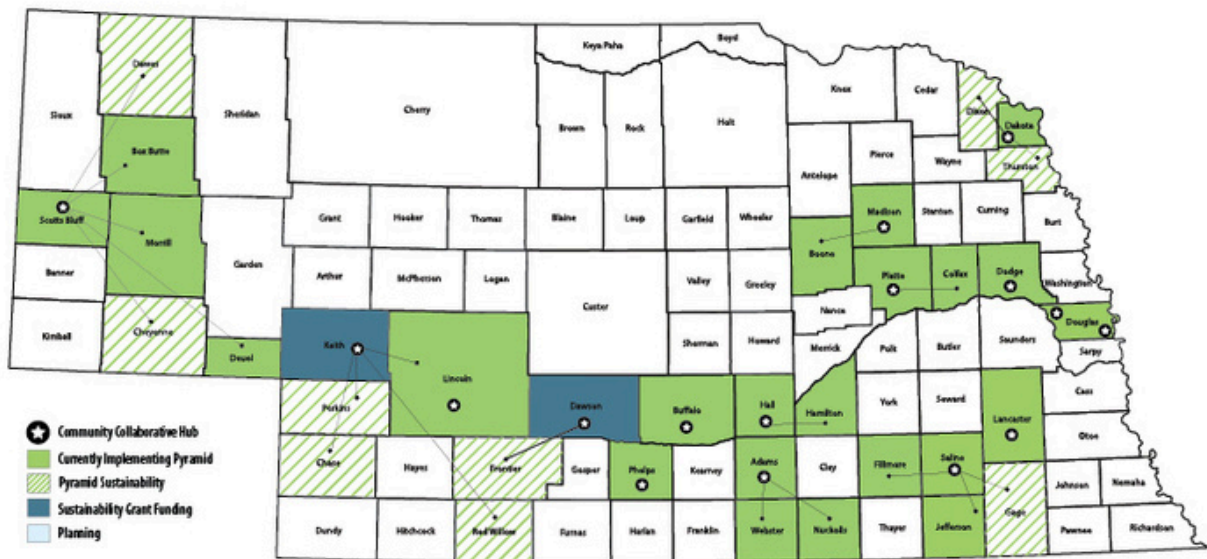 Boyd
Keya Paha
Dawes
Knox
Cedar
Dixon
Sioux
Sheridan
Cherry
Brown
Rock
Holt
Dakota
Box Butte
Pierce
Wayne
Thurston
Antelope
Scotts Bluff
Morrill
Garden
Grant
Hooker
Thomas
Blaine
Loup
Garfield
Wheeler
Madison
Stanton
Cuming
Burt
Boone
Banner
Arthur
McPherson
Logan
Custer
Valley
Greeley
Platte
Colfax
Dodge
Washington
Nance
Kimball
Cheyenne
Deuel
Keith
Lincoln
Sherman
Howard
Merrick
Polk
Butler
Saunders
Douglas
Sarpy
Perkins
Dawson
Buffalo
Hall
Hamilton
York
Seward
Lancaster
Cass
Otoe
Chase
Hayes
Frontier
Gosper
Phelps
Kearney
Adams
Clay
Fillmore
Saline
Johnson
Nemaha
Dundy
Hitchcock
Red Willow
Furnas
Harlan
Franklin
Webster
Nuckolls
Thayer
Jefferson
Gage
Pawnee
Richardson
Community Collaborative Hub
Currently Implementing Pyramid
Pyramid Sustainability
Sustainability Grant Funding
Planning